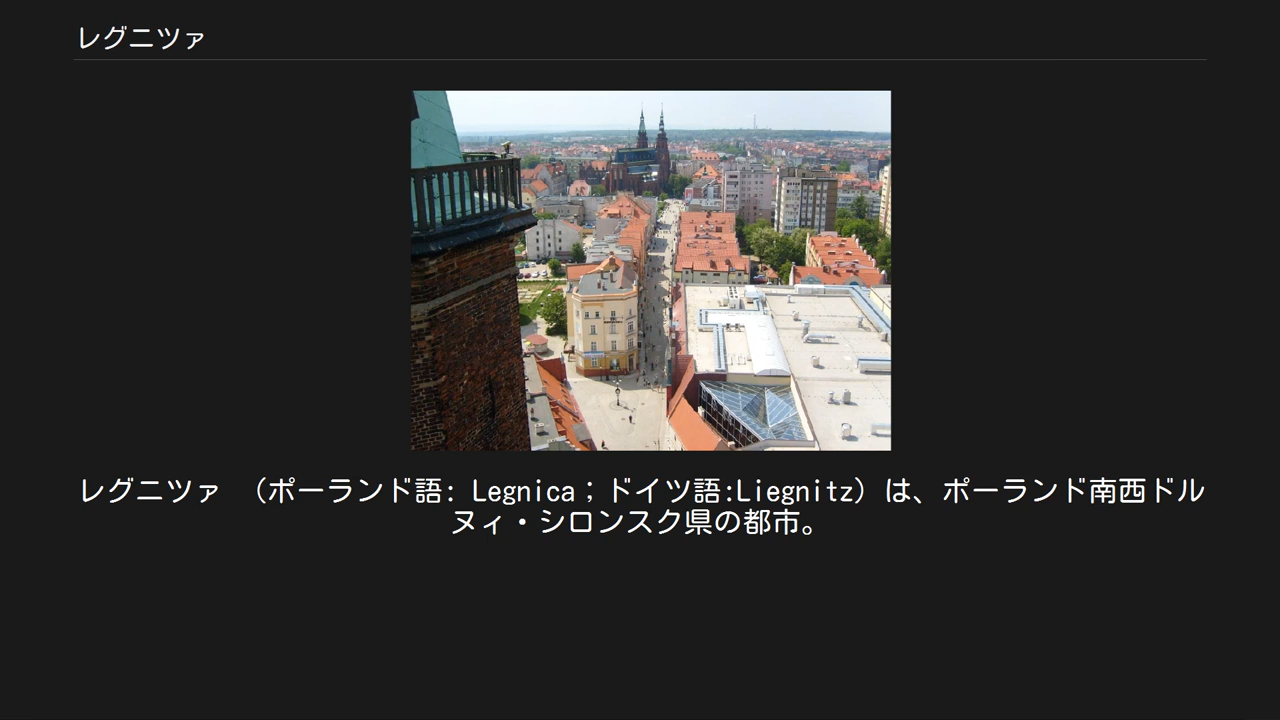 レグニツァ
レグニツァ （ポーランド語: Legnica；ドイツ語:Liegnitz）は、ポーランド南西ドル
ヌィ・シロンスク県の都市。